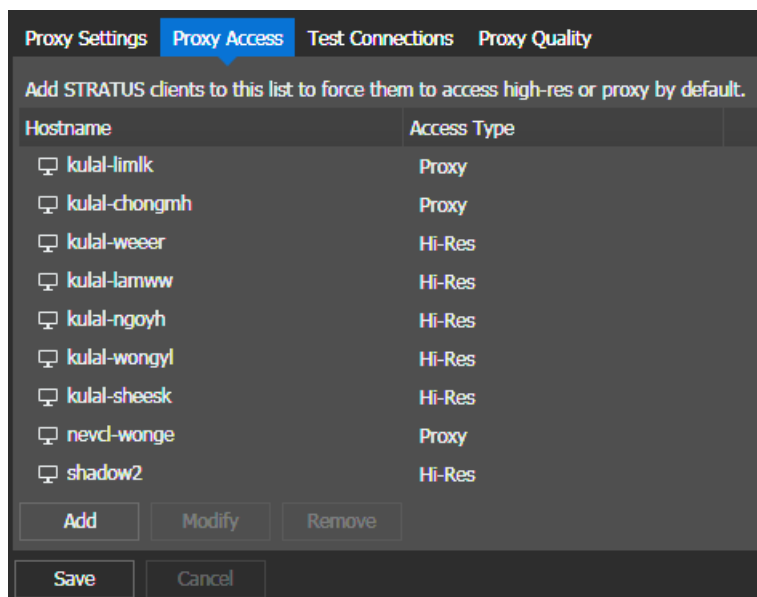 Proxy Settings Proxy Access Test Connections Proxy Quality
Add STRATUS clients to this list to force them to access high-res or proxy by default.
Hostname Access Type
kulal-limlk Proxy
kulal-chongmh Proxy
kulal-weeer Hi-Res
kulal-lamww Hi-Res
kulal-ngoyh Hi-Res
kulal-wongyl Hi-Res
kulal-sheesk Hi-Res
nevcl-wonge Proxy
shadow2 Hi-Res
Add Modify Remove
Save Cancel